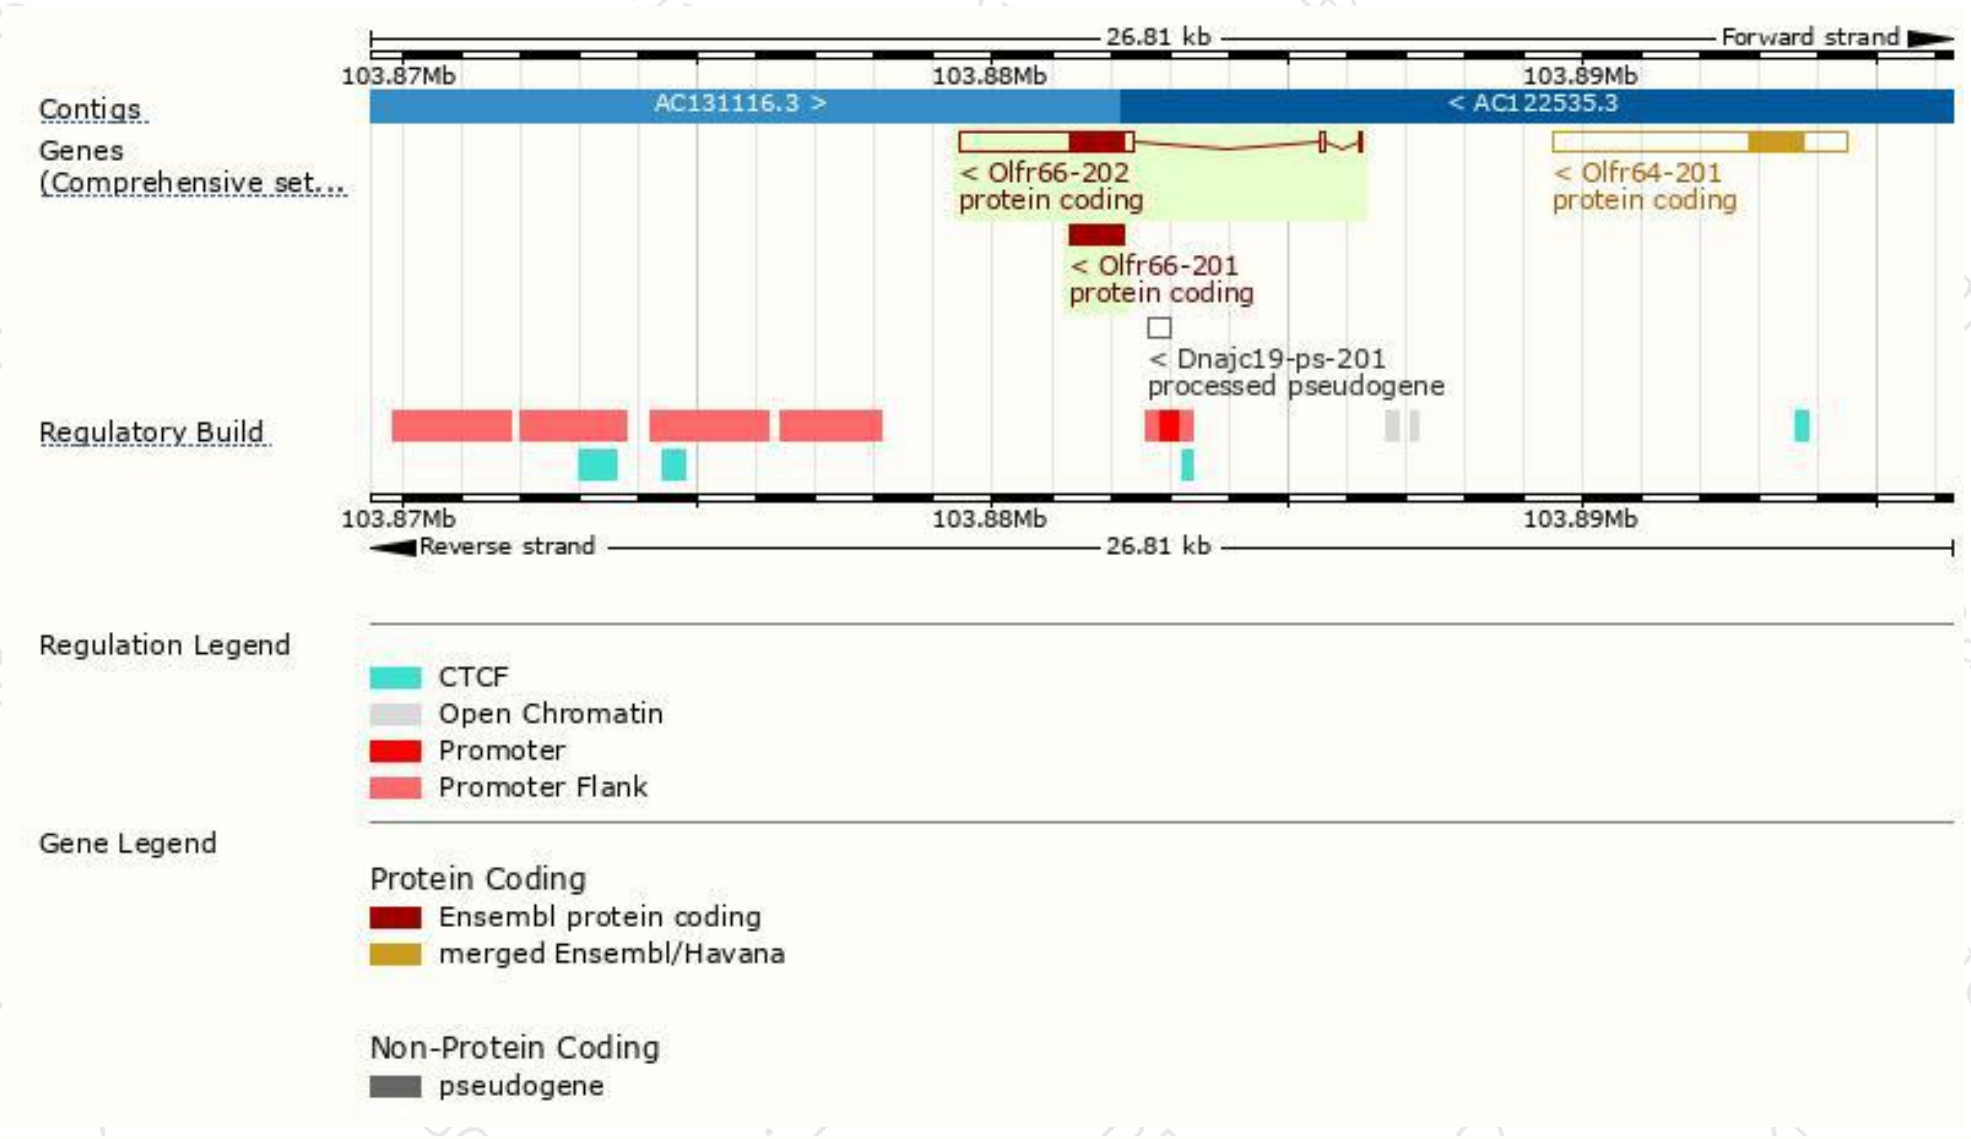 26.81 kb
Forward strand
103.87Mb 103.88Mb 103.89Mb
Contigs
AC131116.3 >
< AC122535.3
Genes
(Comprehensive set...
< Olfr66-202
protein coding
< Olfr64-201
protein coding
< Olfr66-201
protein coding
< Dnajc19-ps-201
processed pseudogene
Regulatory Build
103.87Mb 103.88Mb 103.89Mb
Reverse strand
26.81 kb
Regulation Legend
CTCF
Open Chromatin
Promoter
Promoter Flank
Gene Legend
Protein Coding
Ensembl protein coding
merged Ensembl/Havana
Non-Protein Coding
pseudogene